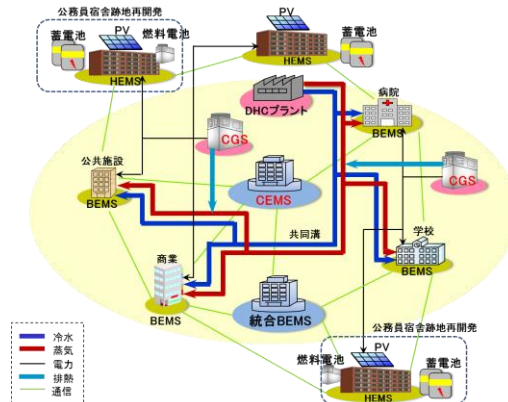 公務員宿舎跡地再開発
PV
蓄電池
燃料電池
HEMS
PV
蓄電池
HEMS
DHCプラント
病院
BEMS
CGS
公共施設
BEMS
CEMS
CGS
共同溝
商業
BEMS
学校
BEMS
統合BEMS
公務員宿舎跡地再開発
PV
燃料電池
蓄電池
HEMS
冷水
蒸気
電力
排熱
通信